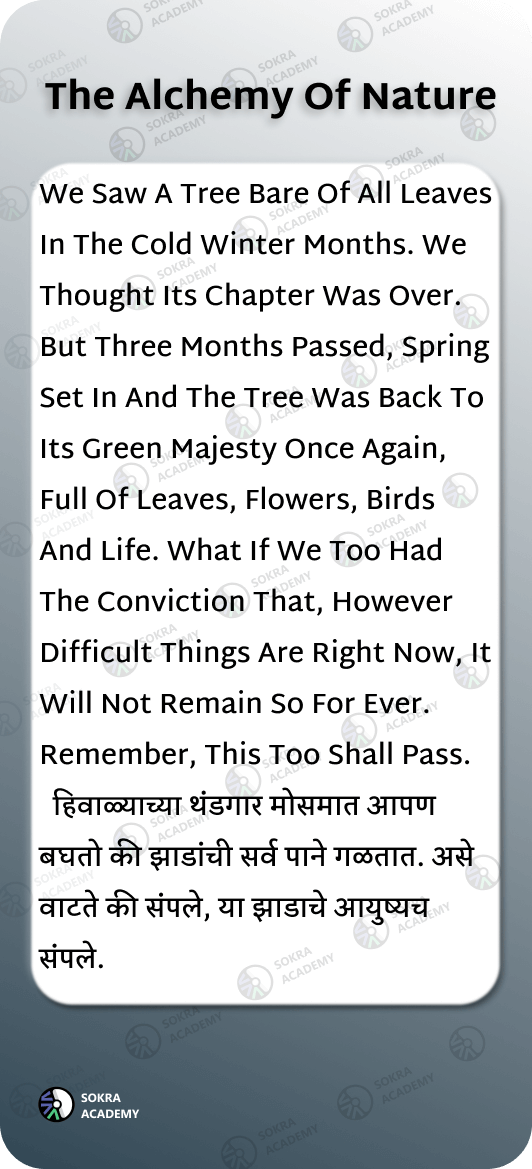 The Alchemy Of Nature
We Saw A Tree Bare Of All Leaves
In The Cold Winter Months. We
Thought Its Chapter Was Over.
But Three Months Passed, Spring
Set In And The Tree Was Back To
Its Green Majesty Once Again,
Full Of Leaves, Flowers, Birds
And Life. What If We Too Had
The Conviction That, However
Difficult Things Are Right Now, It
Will Not Remain So For Ever.
Remember, This Too Shall Pass.
हिवाळ्याच्या थंडगार मोसमात आपण
बघतो की झाडांची सर्व पाने गळतात. असे
वाटते की संपले, या झाडाचे आयुष्यच
संपले.
SOKRA
ACADEMY